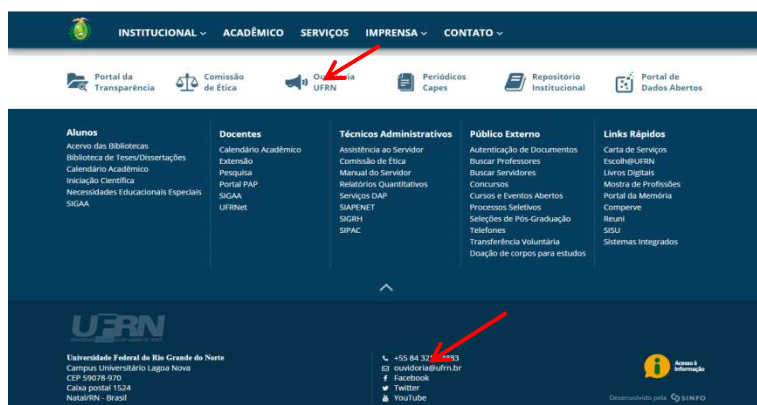 INSTITUCIONAL ACADÊMICO SERVIÇOS IMPRENSA CONTATO
Portal da
Transparência
Comissão
de Ética
UFRN
Periódicos
Capes
Repositório
Institucional
Portal de
Dados Abertos
Alunos
Acervo das Bibliotecas
Biblioteca de Teses/Dissertações
Calendário Acadêmico
Iniciação Científica
Necessidades Educacionais Especiais
SIGAA
Docentes
Calendário Acadêmico
Extensão
Pesquisa
Portal PAP
SIGAA
UFRNet
Técnicos Administrativos
Assistência ao Servidor
Comissão de Ética
Manual do Servidor
Relatórios Quantitativos
Serviços DAP
SIAPENET
SIGRH
SIPAC
Público Externo
Autenticação de Documentos
Buscar Professores
Buscar Servidores
Concursos
Cursos e Eventos Abertos
Processos Seletivos
Seleções de Pós-Graduação
Telefones
Transferência Voluntária
Doação de corpos para estudos
Links Rápidos
Carta de Serviços
Escolh@UFRN
Livros Digitais
Mostra de Profissões
Portal da Memória
Comperve
Reuni
SISU
Sistemas Integrados
UFRN
Universidade Federal do Rio Grande do Norte
Campus Universitário Lagoa Nova
CEP 59078-970
Caixa postal 1524
Natal/RN - Brasil
+55 84
ouvidoria@ufrn.br
Facebook
Twitter
YouTube
Acesso à
Informação
Desenvolvido pela SINFO